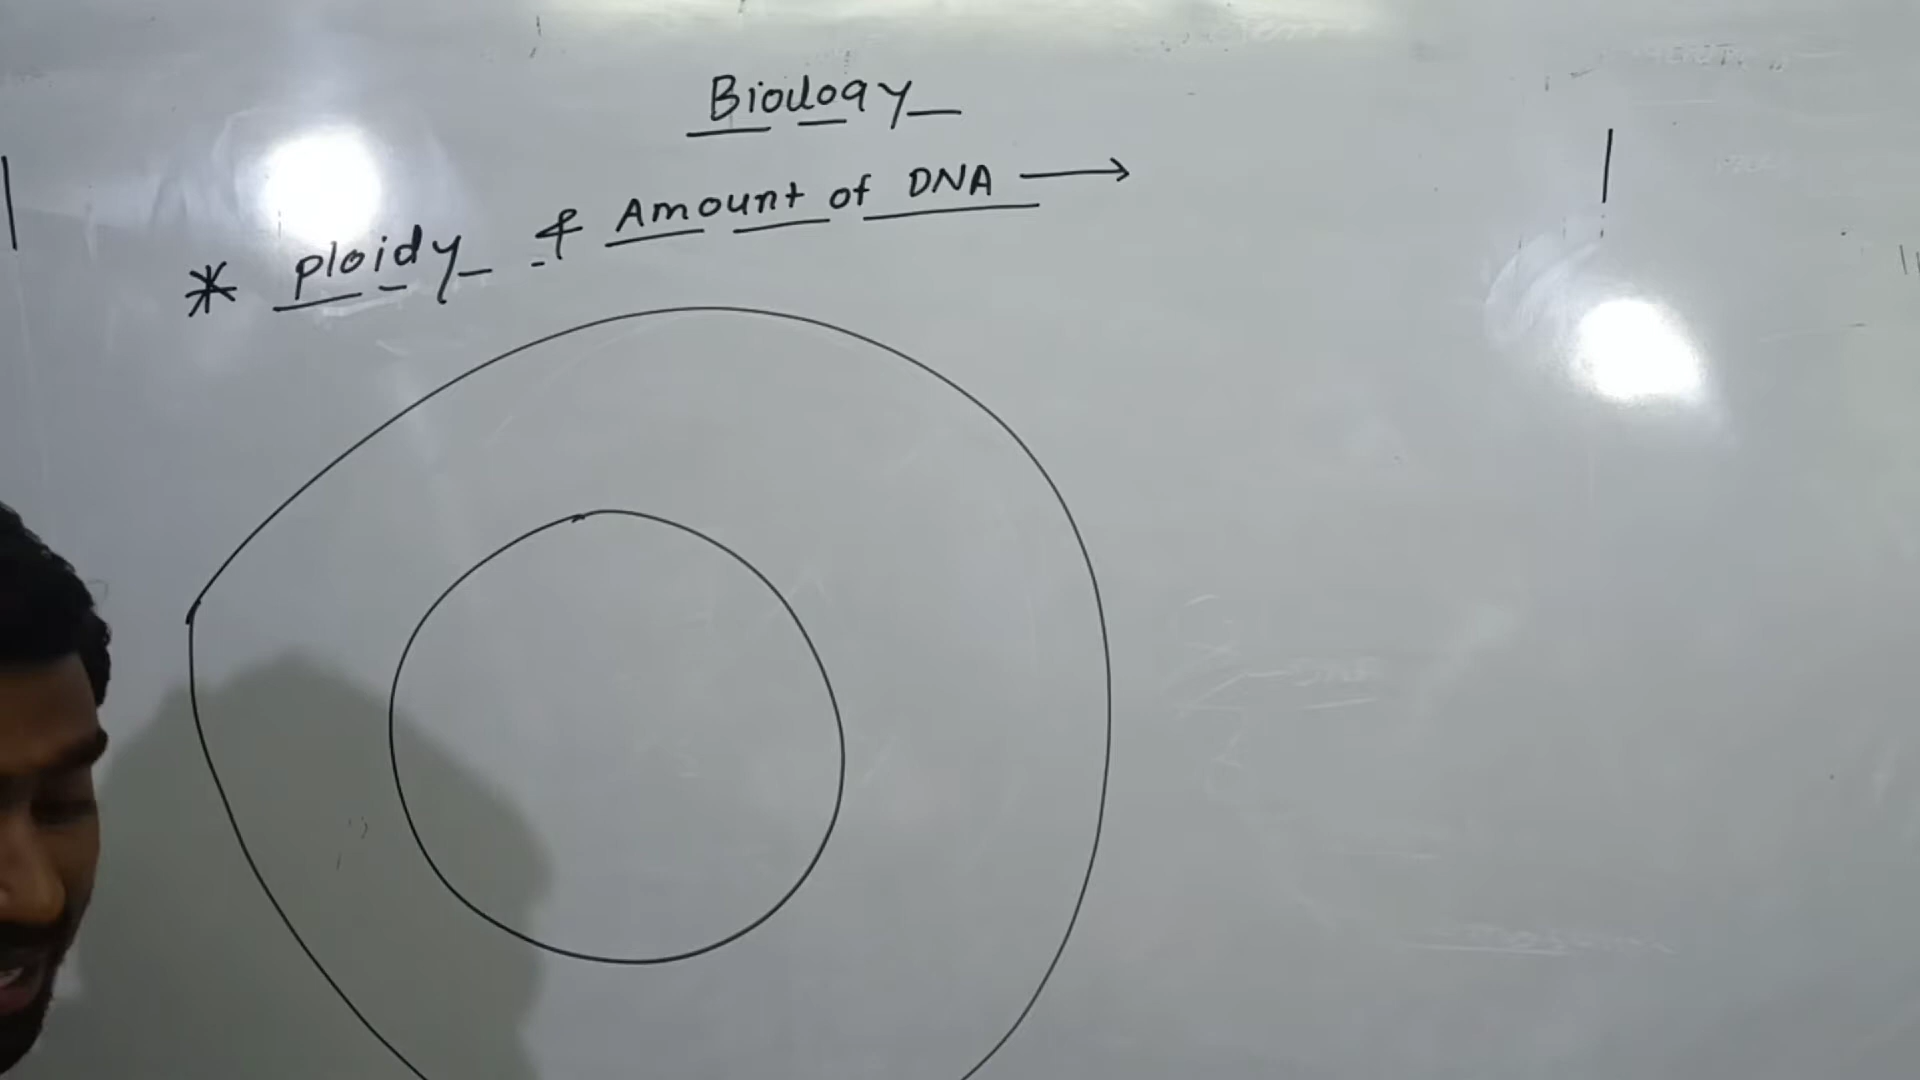 Biology
* Ploidy & Amount of DNA →